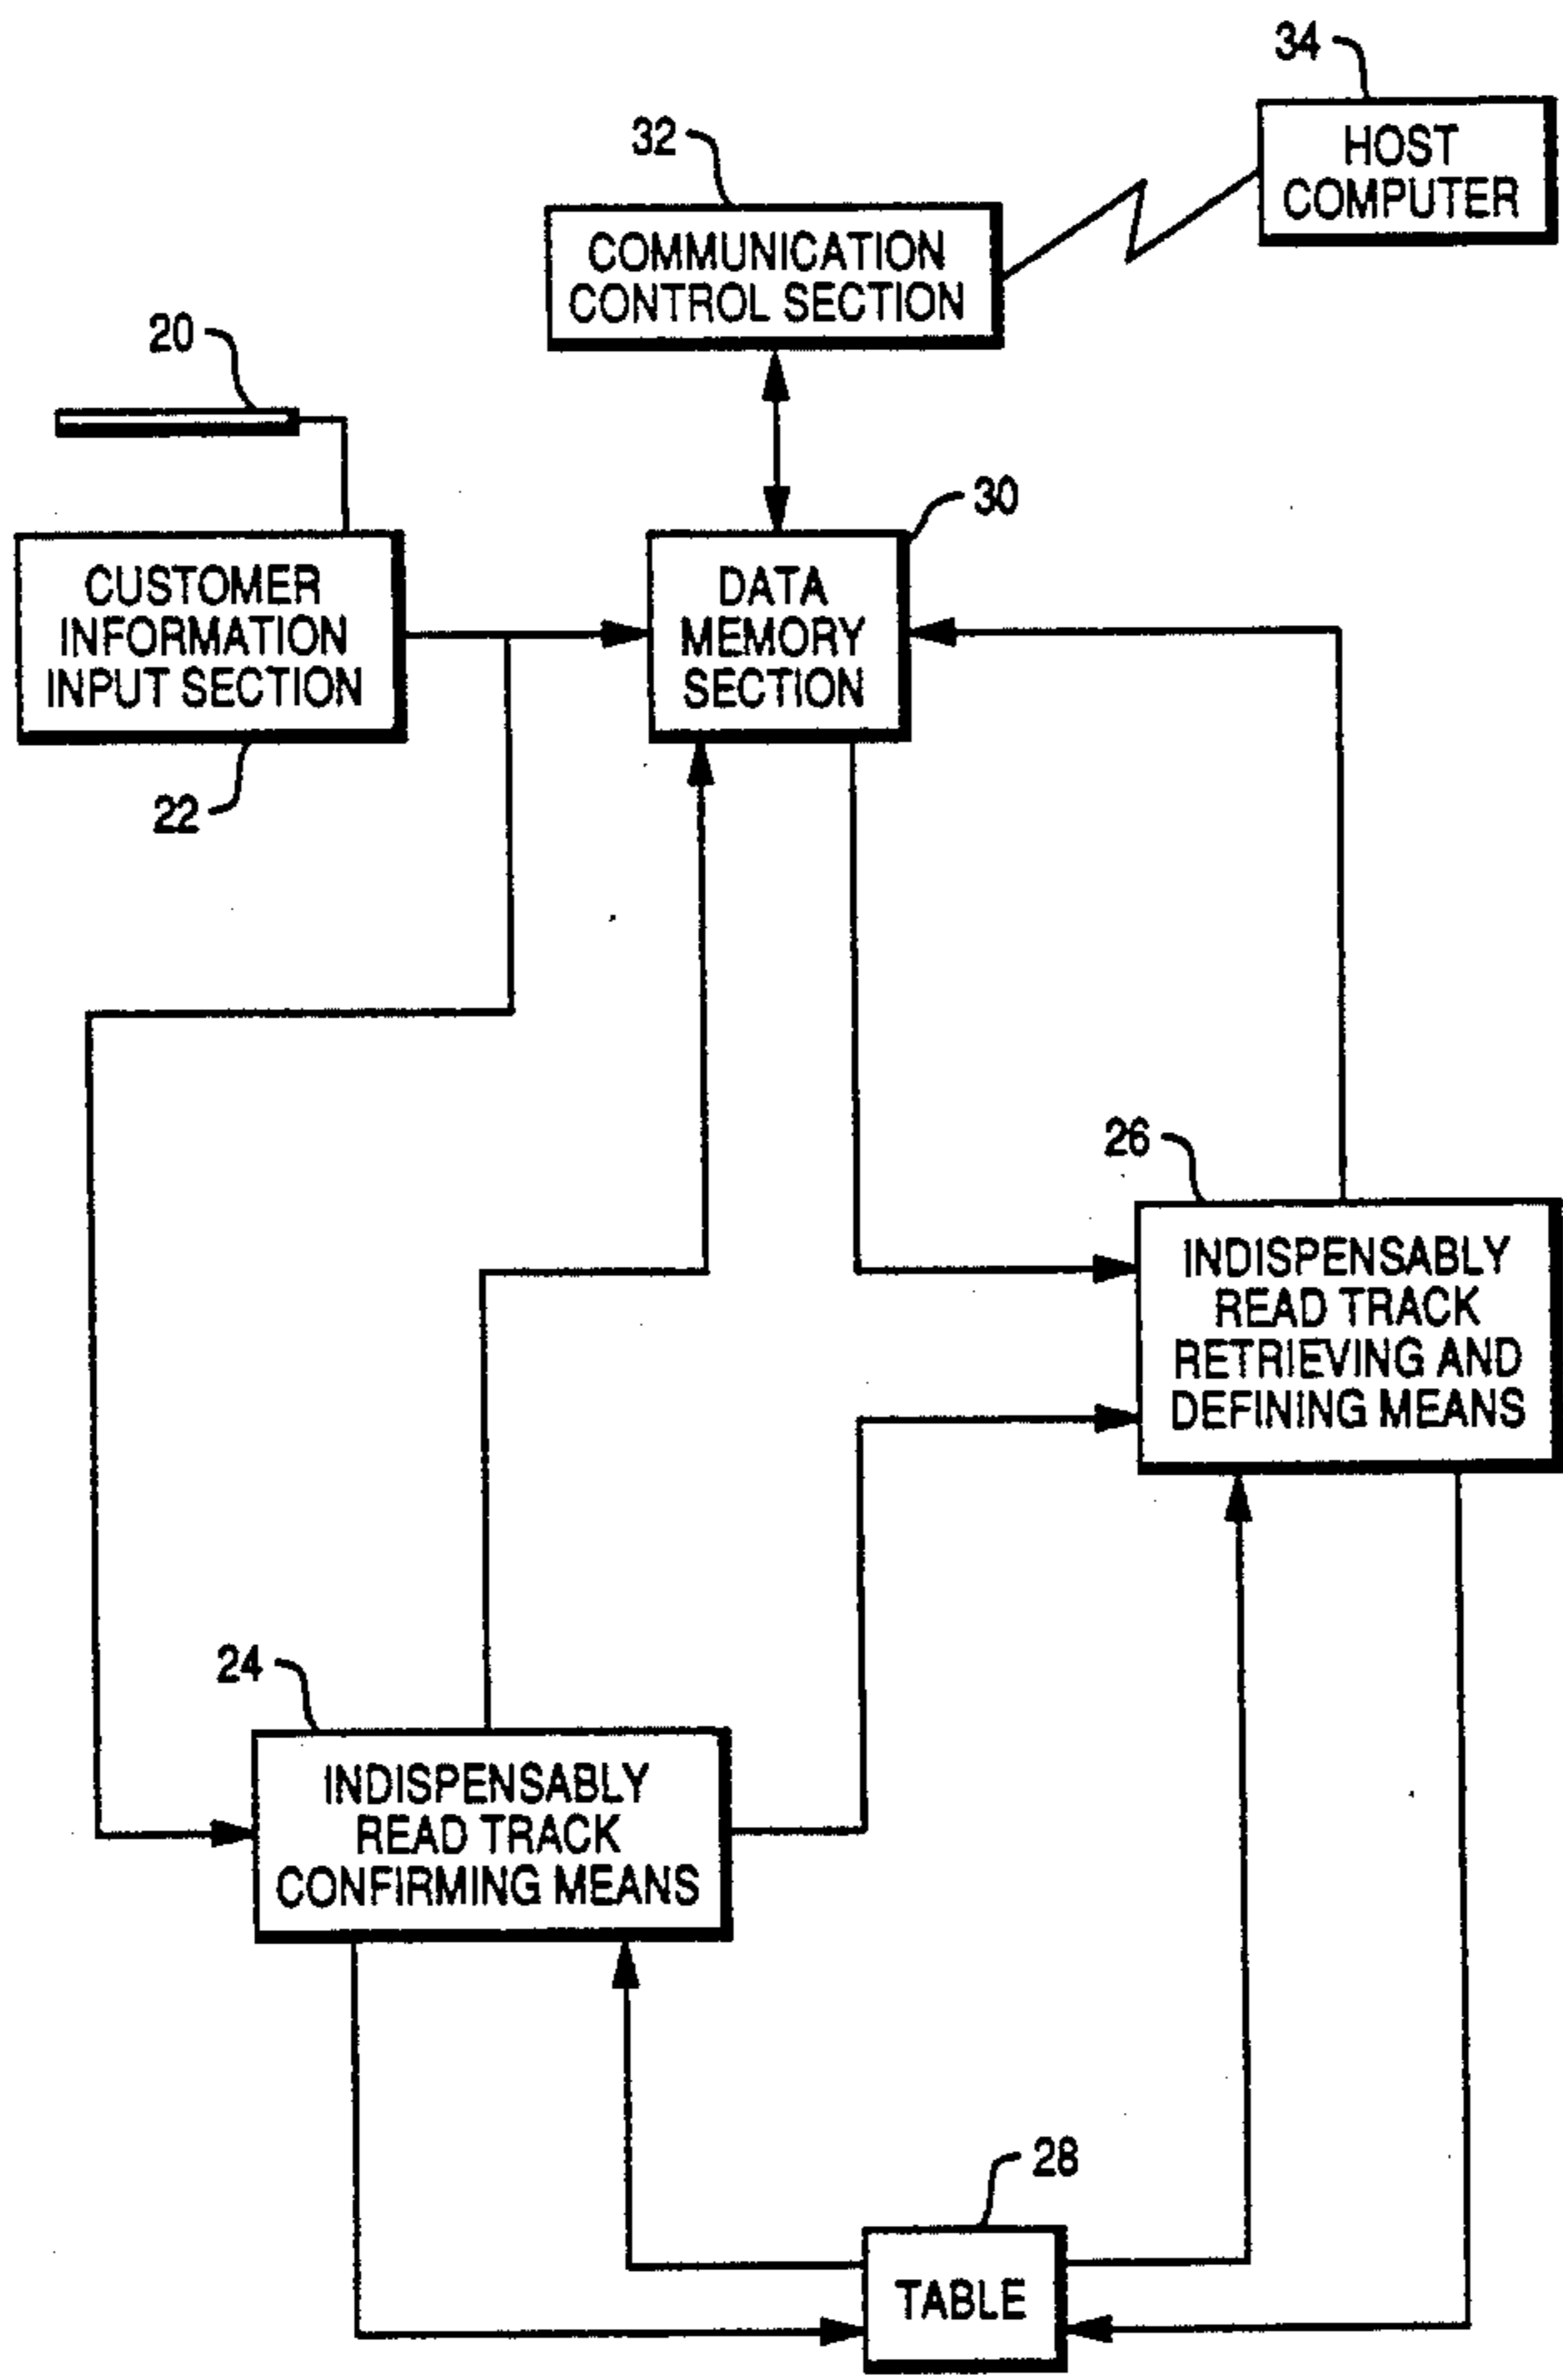 34
HOST
COMPUTER
32
COMMUNICATION
CONTROL SECTION
20
30
CUSTOMER
INFORMATION
INPUT SECTION
DATA
MEMORY
SECTION
22
26
INDISPENSABLY
READ TRACK
RETRIEVING AND
DEFINING MEANS
24
INDISPENSABLY
READ TRACK
CONFIRMING MEANS
28
TABLE